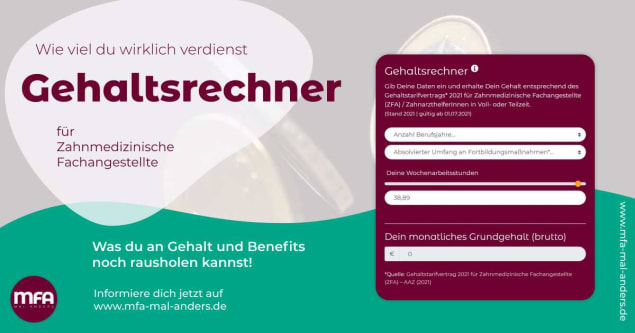 Wie viel du wirklich verdienst
Gehaltsrechner
für
Zahnmedizinische
Fachangestellte
Gehaltsrechner i
Gib Deine Daten ein und erhalte Dein Gehalt entsprechend des
Gehaltstarifvertrags* 2021 für Zahnmedizinische Fachangestellte
(ZFA) / ZahnarzthelferInnen in Voll- oder Teilzeit.
(Stand 2021 | gültig ab 01.07.2021)
Anzahl Berufsjahre...
Absolvierter Umfang an Fortbildungsmaßnahmen*...
Deine Wochenarbeitsstunden
38,89
Dein monatliches Grundgehalt (brutto)
€ 0
*Quelle: Gehaltstarifvertrag 2021 für Zahnmedizinische Fachangestellte
(ZFA) – AAZ (2021)
Was du an Gehalt und Benefits
noch rausholen kannst!
Informiere dich jetzt auf
www.mfa-mal-anders.de
MFA
MAL ANDERS
www.mfa-mal-anders.de